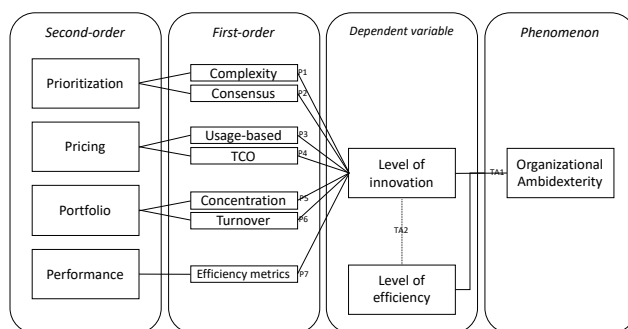 Second-order
First-order
Dependent variable
Phenomenon
Prioritization
Complexity
P1
Consensus
P2
Pricing
Usage-based
P3
TCO
P4
Level of
innovation
TA1
Organizational
Ambidexterity
Portfolio
Concentration
P5
Turnover
P6
TA2
Performance
Efficiency metrics
P7
Level of
efficiency